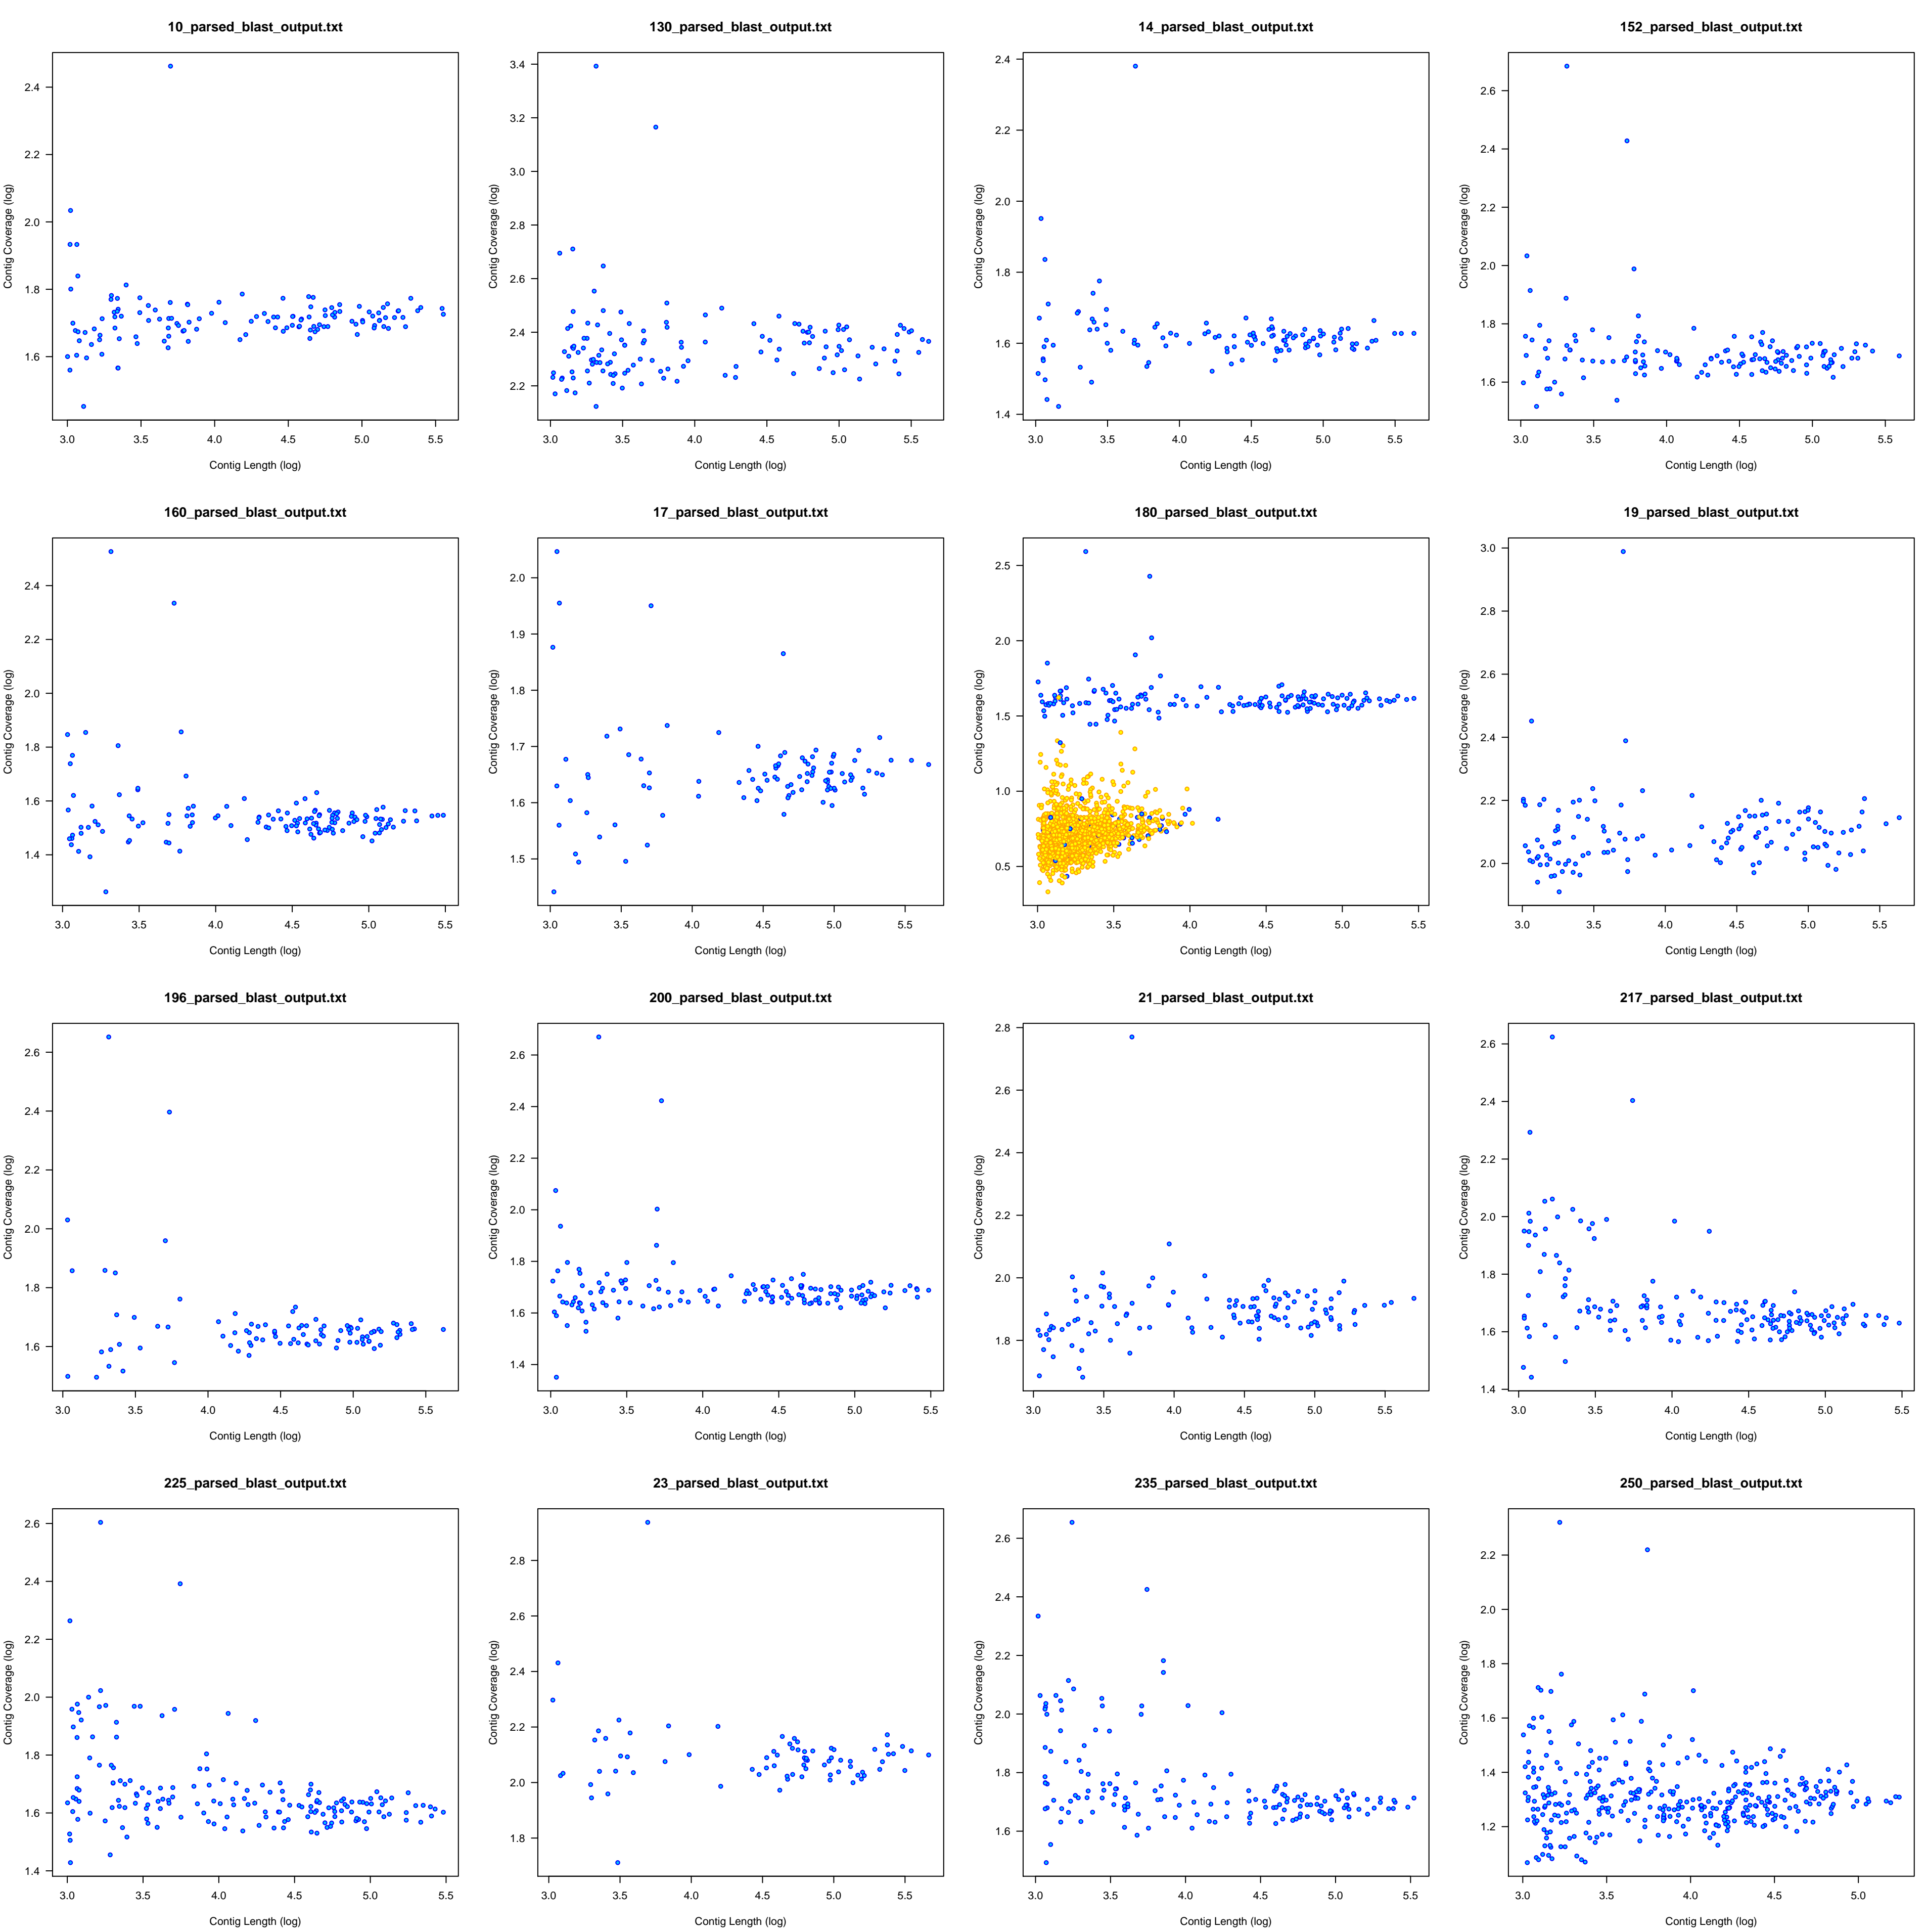 10_parsed_blast_output.txt
Contig Coverage (log)
2.4
2.2
2.0
1.8
1.6
3.0 3.5 4.0 4.5 5.0 5.5
Contig Length (log)
130_parsed_blast_output.txt
Contig Coverage (log)
3.4
3.2
3.0
2.8
2.6
2.4
2.2
3.0 3.5 4.0 4.5 5.0 5.5
Contig Length (log)
14_parsed_blast_output.txt
Contig Coverage (log)
2.4
2.2
2.0
1.8
1.6
1.4
3.0 3.5 4.0 4.5 5.0 5.5
Contig Length (log)
152_parsed_blast_output.txt
Contig Coverage (log)
2.6
2.4
2.2
2.0
1.8
1.6
3.0 3.5 4.0 4.5 5.0 5.5
Contig Length (log)
160_parsed_blast_output.txt
Contig Coverage (log)
2.4
2.2
2.0
1.8
1.6
1.4
3.0 3.5 4.0 4.5 5.0 5.5
Contig Length (log)
17_parsed_blast_output.txt
Contig Coverage (log)
2.0
1.9
1.8
1.7
1.6
1.5
3.0 3.5 4.0 4.5 5.0 5.5
Contig Length (log)
180_parsed_blast_output.txt
Contig Coverage (log)
2.5
2.0
1.5
1.0
0.5
3.0 3.5 4.0 4.5 5.0 5.5
Contig Length (log)
19_parsed_blast_output.txt
Contig Coverage (log)
3.0
2.8
2.6
2.4
2.2
2.0
3.0 3.5 4.0 4.5 5.0 5.5
Contig Length (log)
196_parsed_blast_output.txt
Contig Coverage (log)
2.6
2.4
2.2
2.0
1.8
1.6
3.0 3.5 4.0 4.5 5.0 5.5
Contig Length (log)
200_parsed_blast_output.txt
Contig Coverage (log)
2.6
2.4
2.2
2.0
1.8
1.6
1.4
3.0 3.5 4.0 4.5 5.0 5.5
Contig Length (log)
21_parsed_blast_output.txt
Contig Coverage (log)
2.8
2.6
2.4
2.2
2.0
1.8
3.0 3.5 4.0 4.5 5.0 5.5
Contig Length (log)
217_parsed_blast_output.txt
Contig Coverage (log)
2.6
2.4
2.2
2.0
1.8
1.6
1.4
3.0 3.5 4.0 4.5 5.0 5.5
Contig Length (log)
225_parsed_blast_output.txt
Contig Coverage (log)
2.6
2.4
2.2
2.0
1.8
1.6
1.4
3.0 3.5 4.0 4.5 5.0 5.5
Contig Length (log)
23_parsed_blast_output.txt
Contig Coverage (log)
2.8
2.6
2.4
2.2
2.0
1.8
3.0 3.5 4.0 4.5 5.0 5.5
Contig Length (log)
235_parsed_blast_output.txt
Contig Coverage (log)
2.6
2.4
2.2
2.0
1.8
1.6
3.0 3.5 4.0 4.5 5.0 5.5
Contig Length (log)
250_parsed_blast_output.txt
Contig Coverage (log)
2.2
2.0
1.8
1.6
1.4
1.2
3.0 3.5 4.0 4.5 5.0
Contig Length (log)